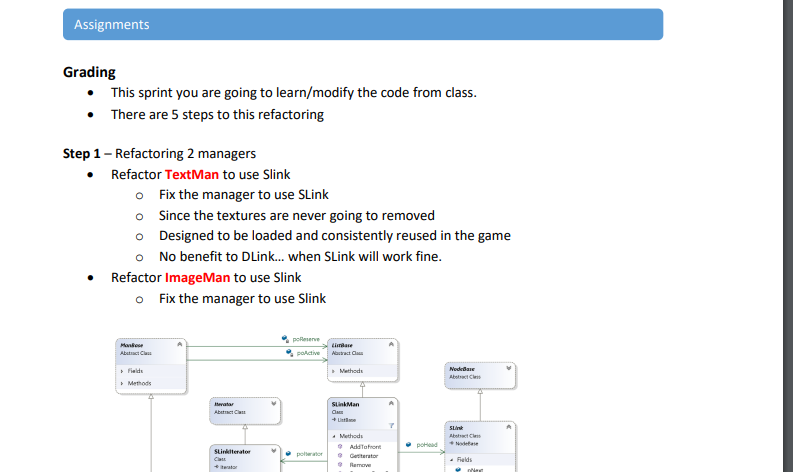 Assignments
Grading
• This sprint you are going to learn/modify the code from class.
• There are 5 steps to this refactoring
Step 1 – Refactoring 2 managers
• Refactor TextMan to use Slink
o Fix the manager to use SLink
o Since the textures are never going to removed
o Designed to be loaded and consistently reused in the game
o No benefit to DLink... when SLink will work fine.
• Refactor ImageMan to use Slink
o Fix the manager to use Slink
ManBase
Abstract Class
Fields
Methods
poReserve
poActive
ListBase
Abstract Class
Methods
NodeBase
Abstract Class
Iterator
Abstract Class
SLinkMan
Class
ListBase
Methods
AddToFront
GetIterator
Remove
poHead
SLink
Abstract Class
NodeBase
Fields
pNext
SLinkIterator
Class
Iterator
poIterator